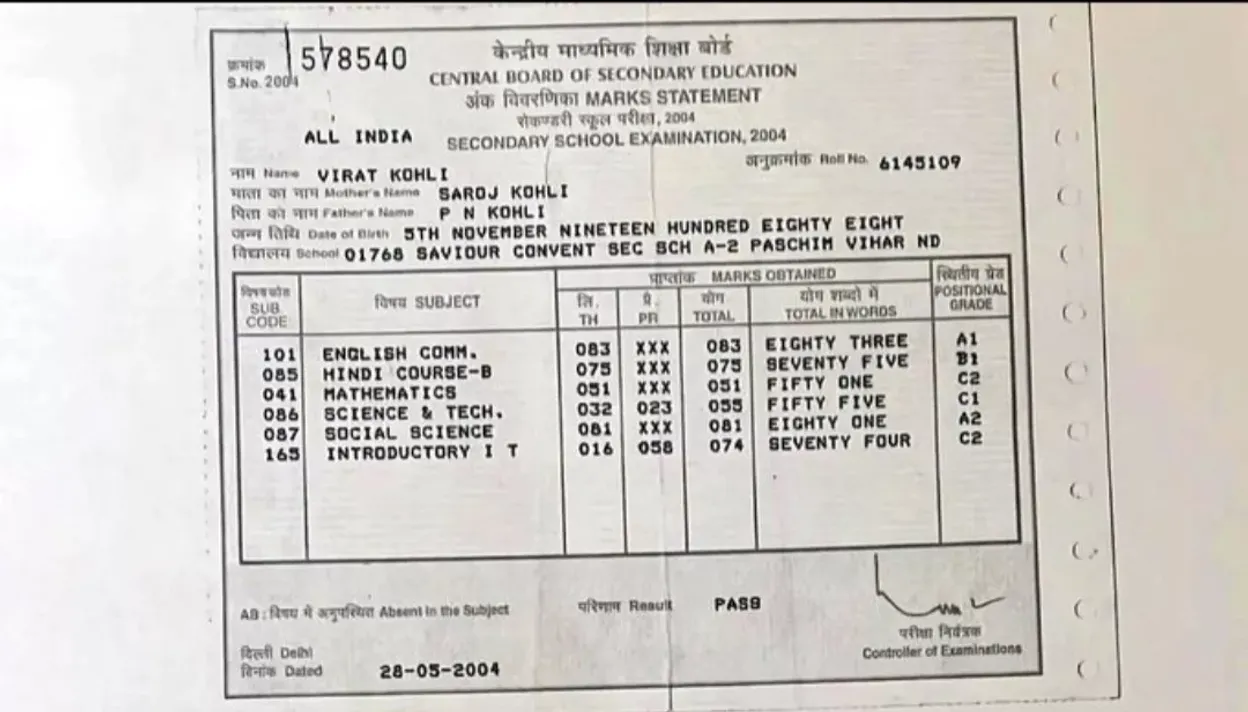 क्रमांक 578540
S.No. 2004
केन्द्रीय माध्यमिक शिक्षा बोर्ड
CENTRAL BOARD OF SECONDARY EDUCATION
अंक विवरणिका MARKS STATEMENT
सेकण्डरी स्कूल परीक्षा, 2004
ALL INDIA SECONDARY SCHOOL EXAMINATION, 2004
अनुक्रमांक Roll No. 6145109
नाम Name VIRAT KOHLI
माता का नाम Mother's Name SAROJ KOHLI
पिता का नाम Father's Name P N KOHLI
जन्म तिथि Date of Birth 5TH NOVEMBER NINETEEN HUNDRED EIGHTY EIGHT
विद्यालय School 01768 SAVIOUR CONVENT SEC SCH A-2 PASCHIM VIHAR ND
विषय कोड SUB. CODE विषय SUBJECT प्राप्तांक MARKS OBTAINED स्थितीय ग्रेड POSITIONAL GRADE
लि. TH प्रै. PR योग TOTAL योग शब्दों में TOTAL IN WORDS
101 ENGLISH COMM. 083 XXX 083 EIGHTY THREE A1
085 HINDI COURSE-B 075 XXX 075 SEVENTY FIVE B1
041 MATHEMATICS 051 XXX 051 FIFTY ONE C2
086 SCIENCE & TECH. 032 023 055 FIFTY FIVE C1
087 SOCIAL SCIENCE 081 XXX 081 EIGHTY ONE A2
165 INTRODUCTORY I T 016 058 074 SEVENTY FOUR C2
AB : विषय में अनुपस्थित Absent in the Subject परिणाम Result PASS
परीक्षा नियंत्रक
Controller of Examinations
दिल्ली Delhi
दिनांक Dated 28-05-2004